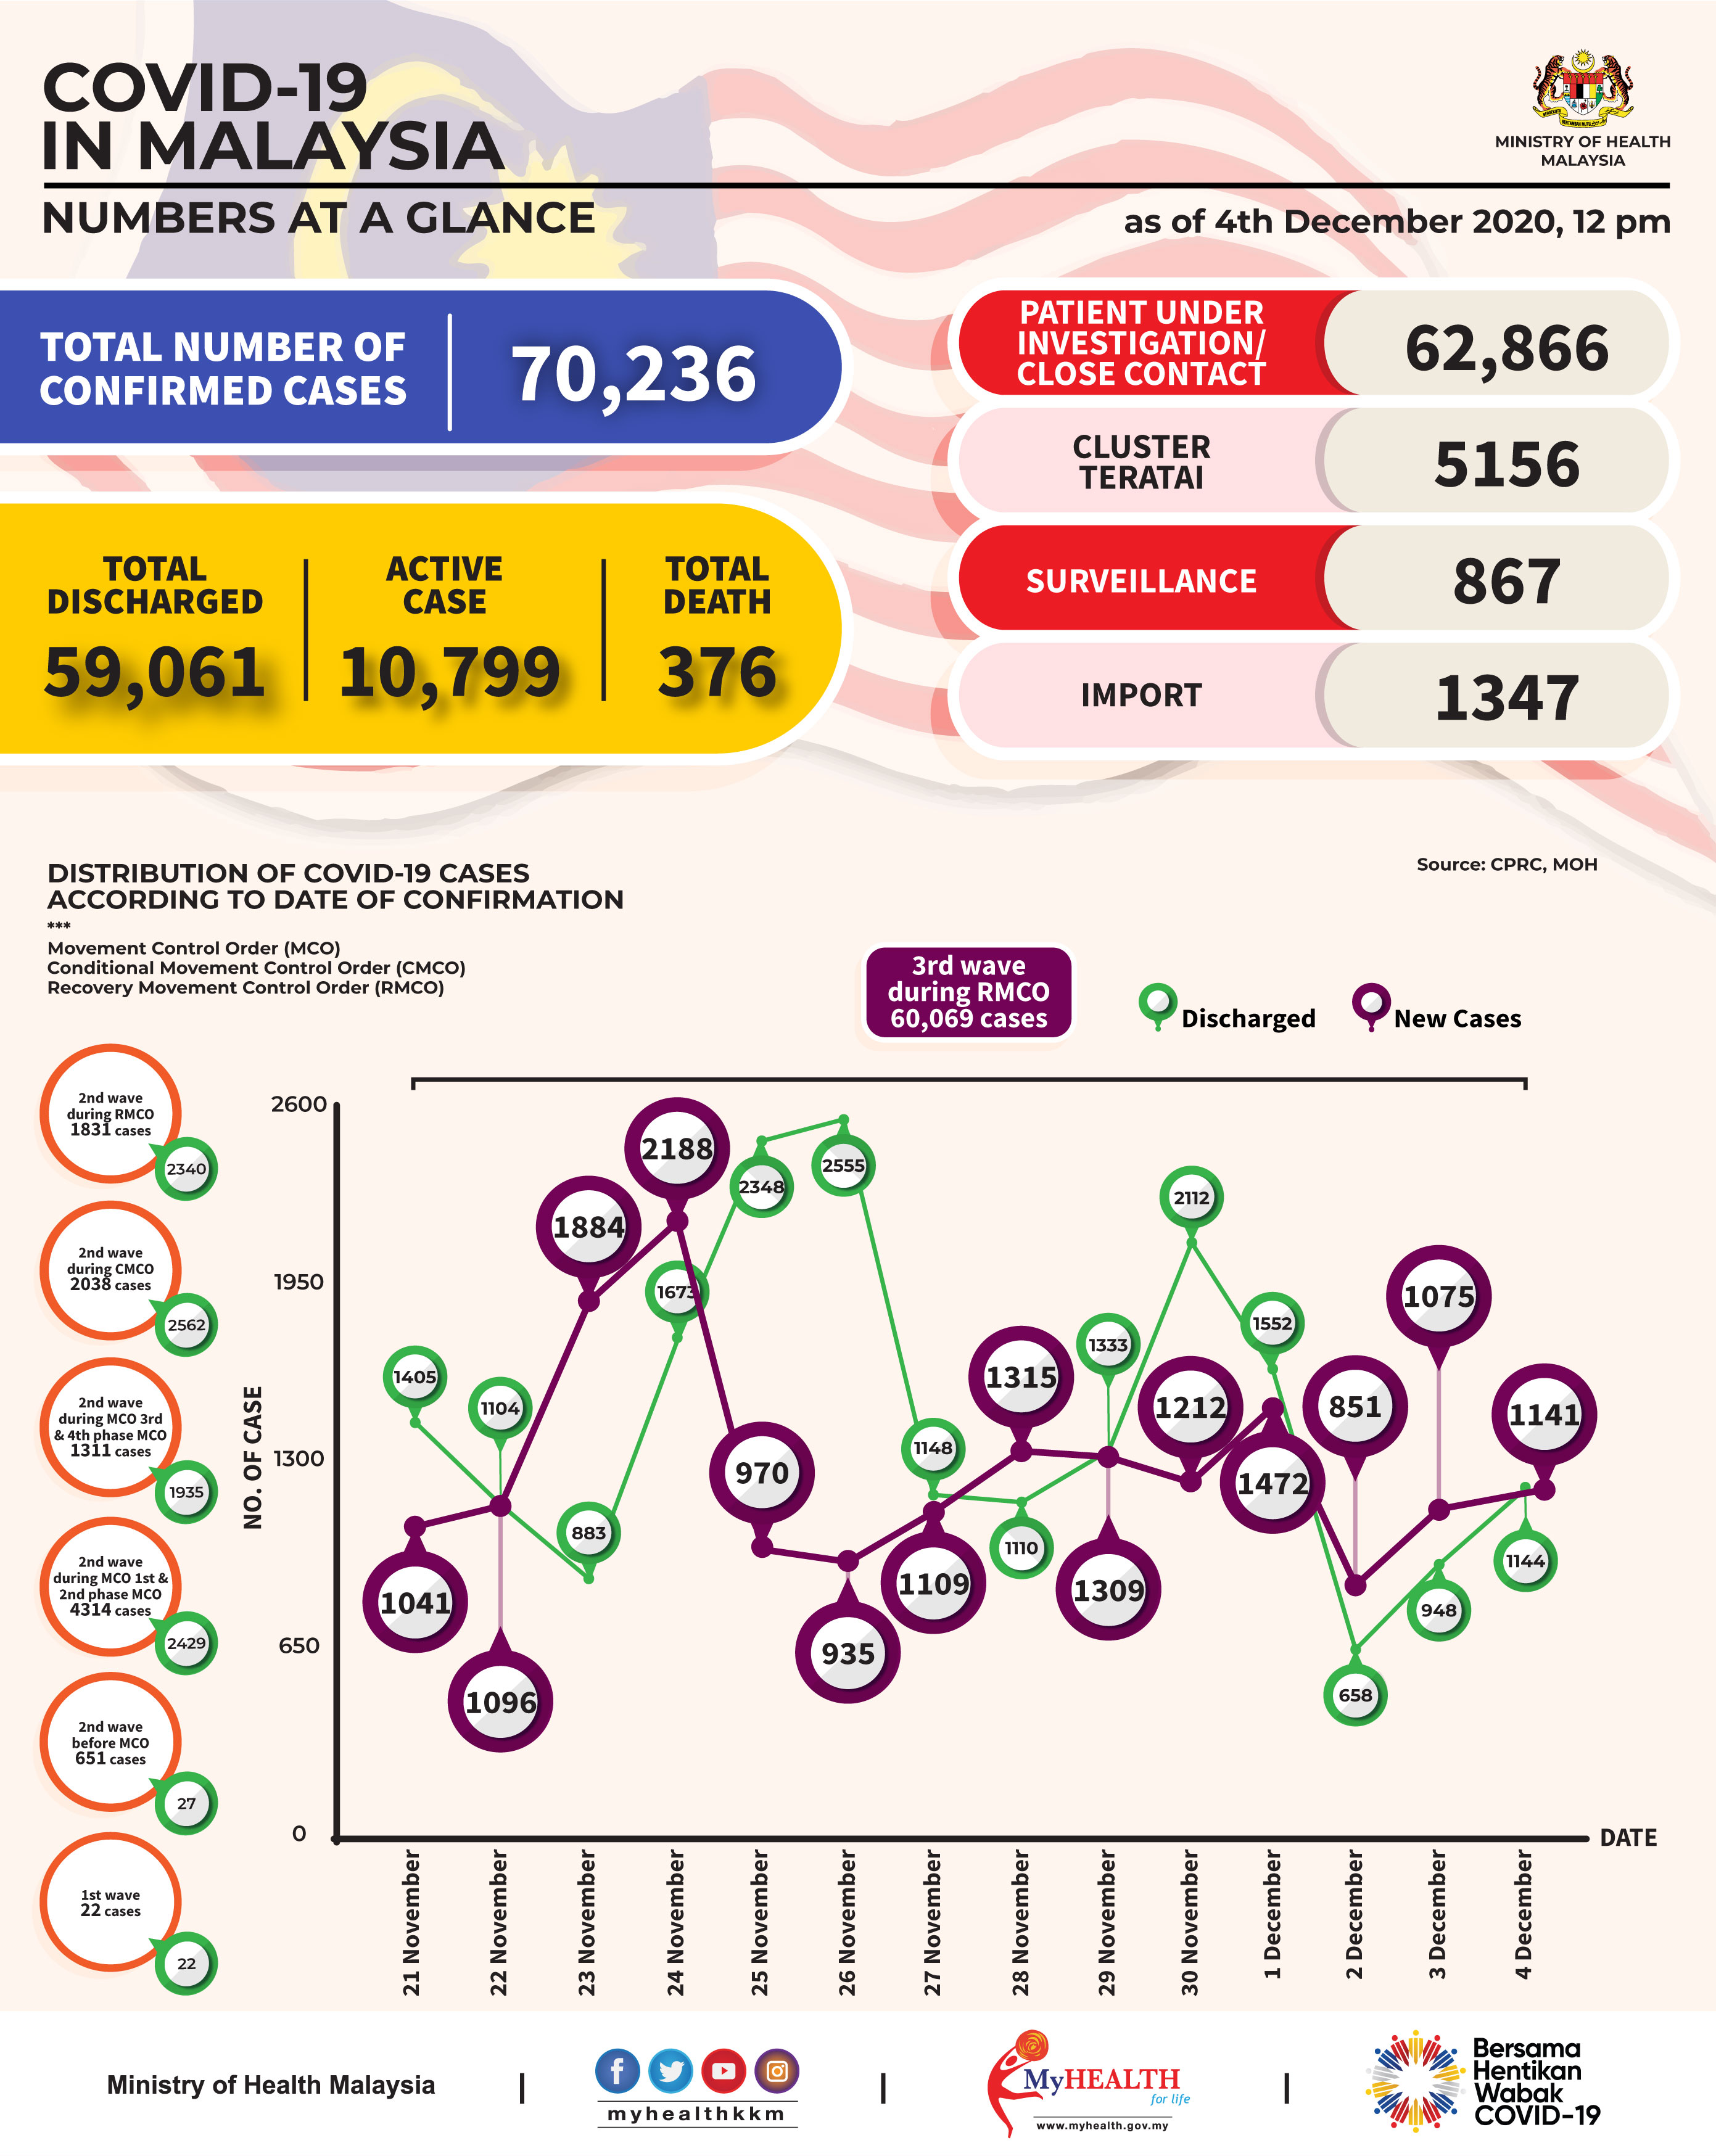 COVID-19
IN MALAYSIA
MINISTRY OF HEALTH
MALAYSIA
NUMBERS AT A GLANCE
as of 4th December 2020, 12 pm
TOTAL NUMBER OF
CONFIRMED CASES
70,236
TOTAL
DISCHARGED
59,061
ACTIVE
CASE
10,799
TOTAL
DEATH
376
PATIENT UNDER
INVESTIGATION/
CLOSE CONTACT
62,866
CLUSTER
TERATAI
5156
SURVEILLANCE
867
IMPORT
1347
DISTRIBUTION OF COVID-19 CASES
ACCORDING TO DATE OF CONFIRMATION
***
Movement Control Order (MCO)
Conditional Movement Control Order (CMCO)
Recovery Movement Control Order (RMCO)
Source: CPRC, MOH
3rd wave
during RMCO
60,069 cases
Discharged
New Cases
2nd wave
during RMCO
1831 cases
2340
2nd wave
during CMCO
2038 cases
2562
2nd wave
during MCO 3rd
& 4th phase MCO
1311 cases
1935
2nd wave
during MCO 1st &
2nd phase MCO
4314 cases
2429
2nd wave
before MCO
651 cases
27
1st wave
22 cases
22
NO. OF CASE
2600
1950
1300
650
0
1405
1104
883
1673
2348
2555
1148
1110
1333
2112
1552
658
948
1144
1041
1096
1884
2188
970
935
1109
1315
1309
1212
1472
851
1075
1141
DATE
21 November
22 November
23 November
24 November
25 November
26 November
27 November
28 November
29 November
30 November
1 December
2 December
3 December
4 December
Ministry of Health Malaysia
myhealthkkm
MyHEALTH
for life
www.myhealth.gov.my
Bersama
Hentikan
Wabak
COVID-19